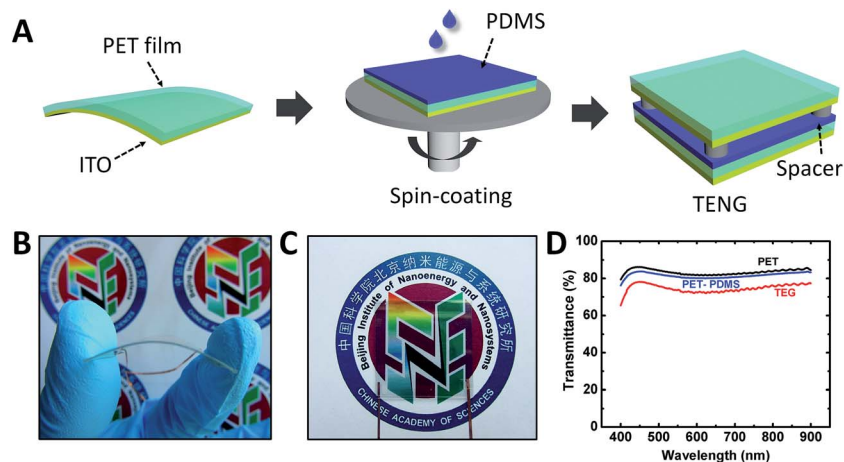 A
PET film
ITO
PDMS
Spin-coating
Spacer
TENG
B
C
中国科学院北京纳米能源与系统研究所
Beijing Institute of Nanoenergy and Nanosystems
CHINESE ACADEMY OF SCIENCES
D
Transmittance (%)
100
80
60
40
20
0
PET
PET- PDMS
TEG
400 500 600 700 800 900
Wavelength (nm)